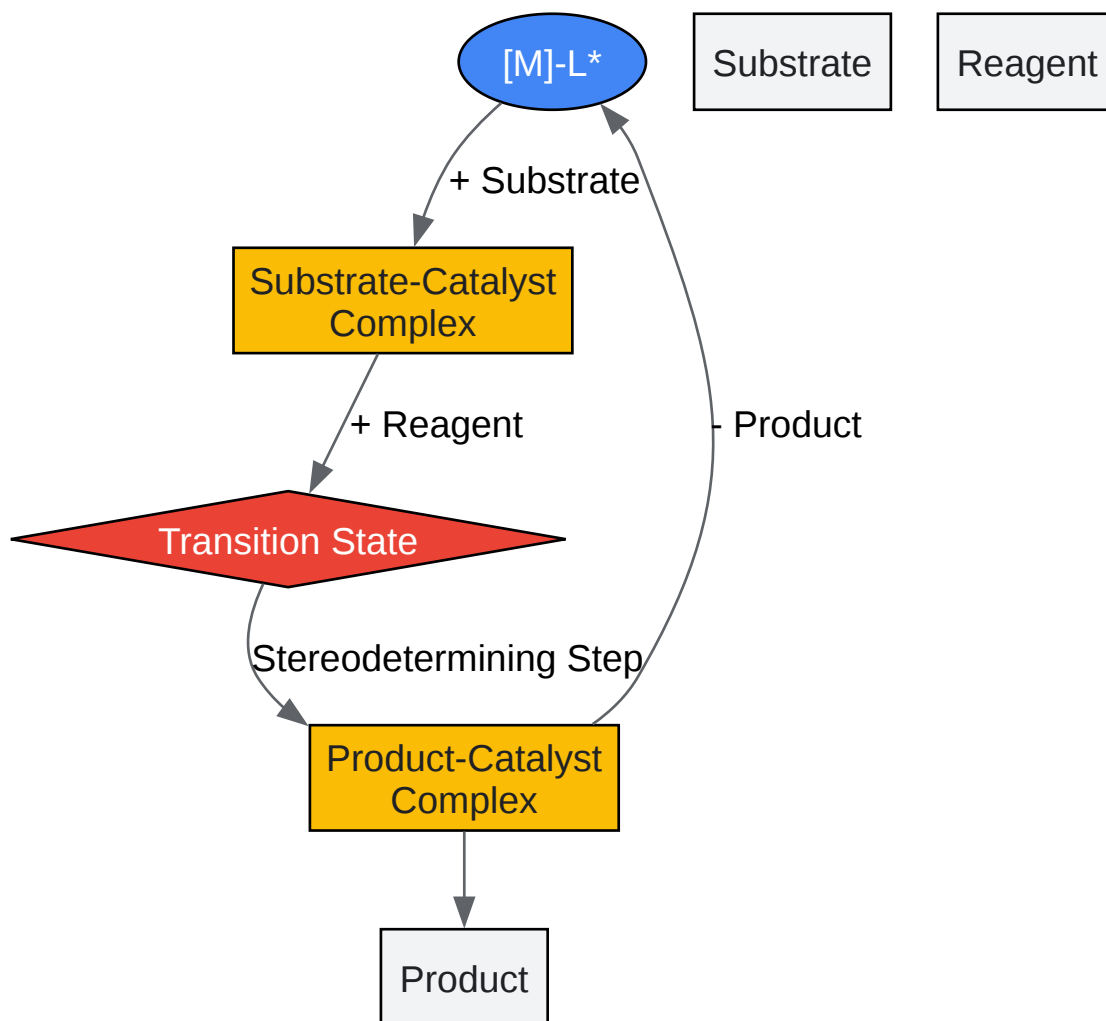 [M]-L*
Substrate
Reagent
+ Substrate
Substrate-Catalyst
Complex
+ Reagent
- Product
Transition State
Stereodetermining Step
Product-Catalyst
Complex
Product